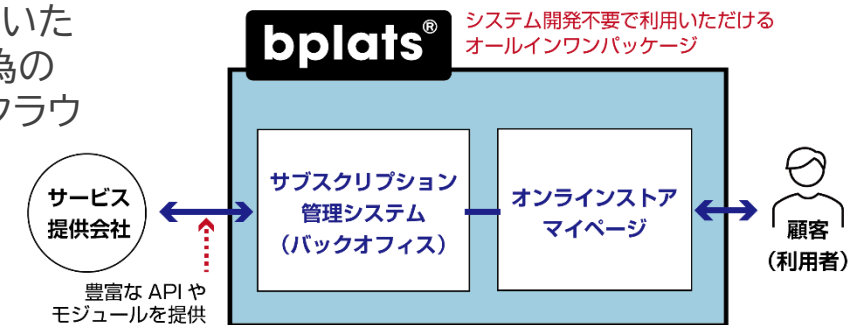 いた
為の
クラウ
bplats®
システム開発不要で利用いただける
オールインワンパッケージ
サービス
提供会社
サブスクリプション
管理システム
（バックオフィス）
オンラインストア
マイページ
顧客
（利用者）
豊富な API や
モジュールを提供